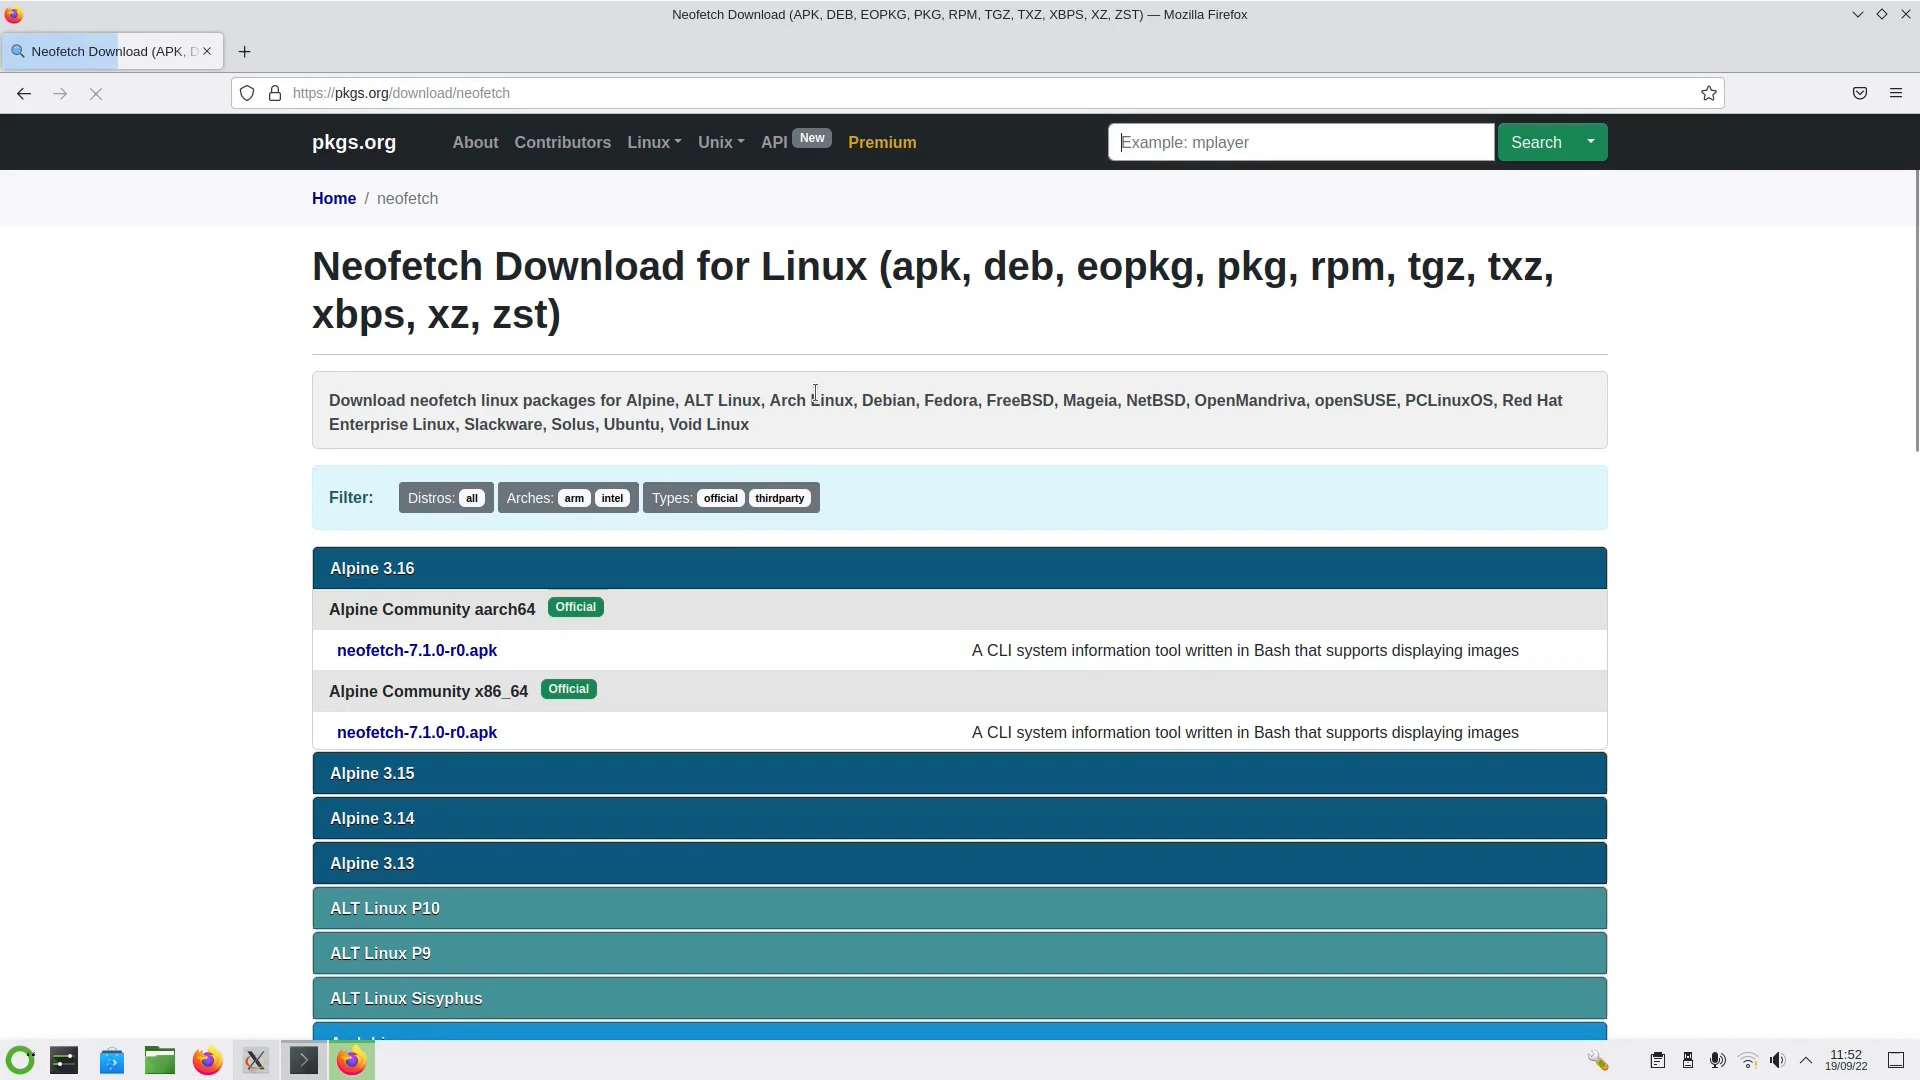 Neofetch Download (APK, DEB, EOPKG, PKG, RPM, TGZ, TXZ, XBPS, XZ, ZST) — Mozilla Firefox
Neofetch Download (APK, D
https://pkgs.org/download/neofetch
pkgs.org About Contributors Linux Unix API New Premium Example: mplayer Search
Home / neofetch
Neofetch Download for Linux (apk, deb, eopkg, pkg, rpm, tgz, txz,
xbps, xz, zst)
Download neofetch linux packages for Alpine, ALT Linux, Arch Linux, Debian, Fedora, FreeBSD, Mageia, NetBSD, OpenMandriva, openSUSE, PCLinuxOS, Red Hat
Enterprise Linux, Slackware, Solus, Ubuntu, Void Linux
Filter: Distros: all Arches: arm intel Types: official thirdparty
Alpine 3.16
Alpine Community aarch64 Official
neofetch-7.1.0-r0.apk A CLI system information tool written in Bash that supports displaying images
Alpine Community x86_64 Official
neofetch-7.1.0-r0.apk A CLI system information tool written in Bash that supports displaying images
Alpine 3.15
Alpine 3.14
Alpine 3.13
ALT Linux P10
ALT Linux P9
ALT Linux Sisyphus
11:52
19/09/22